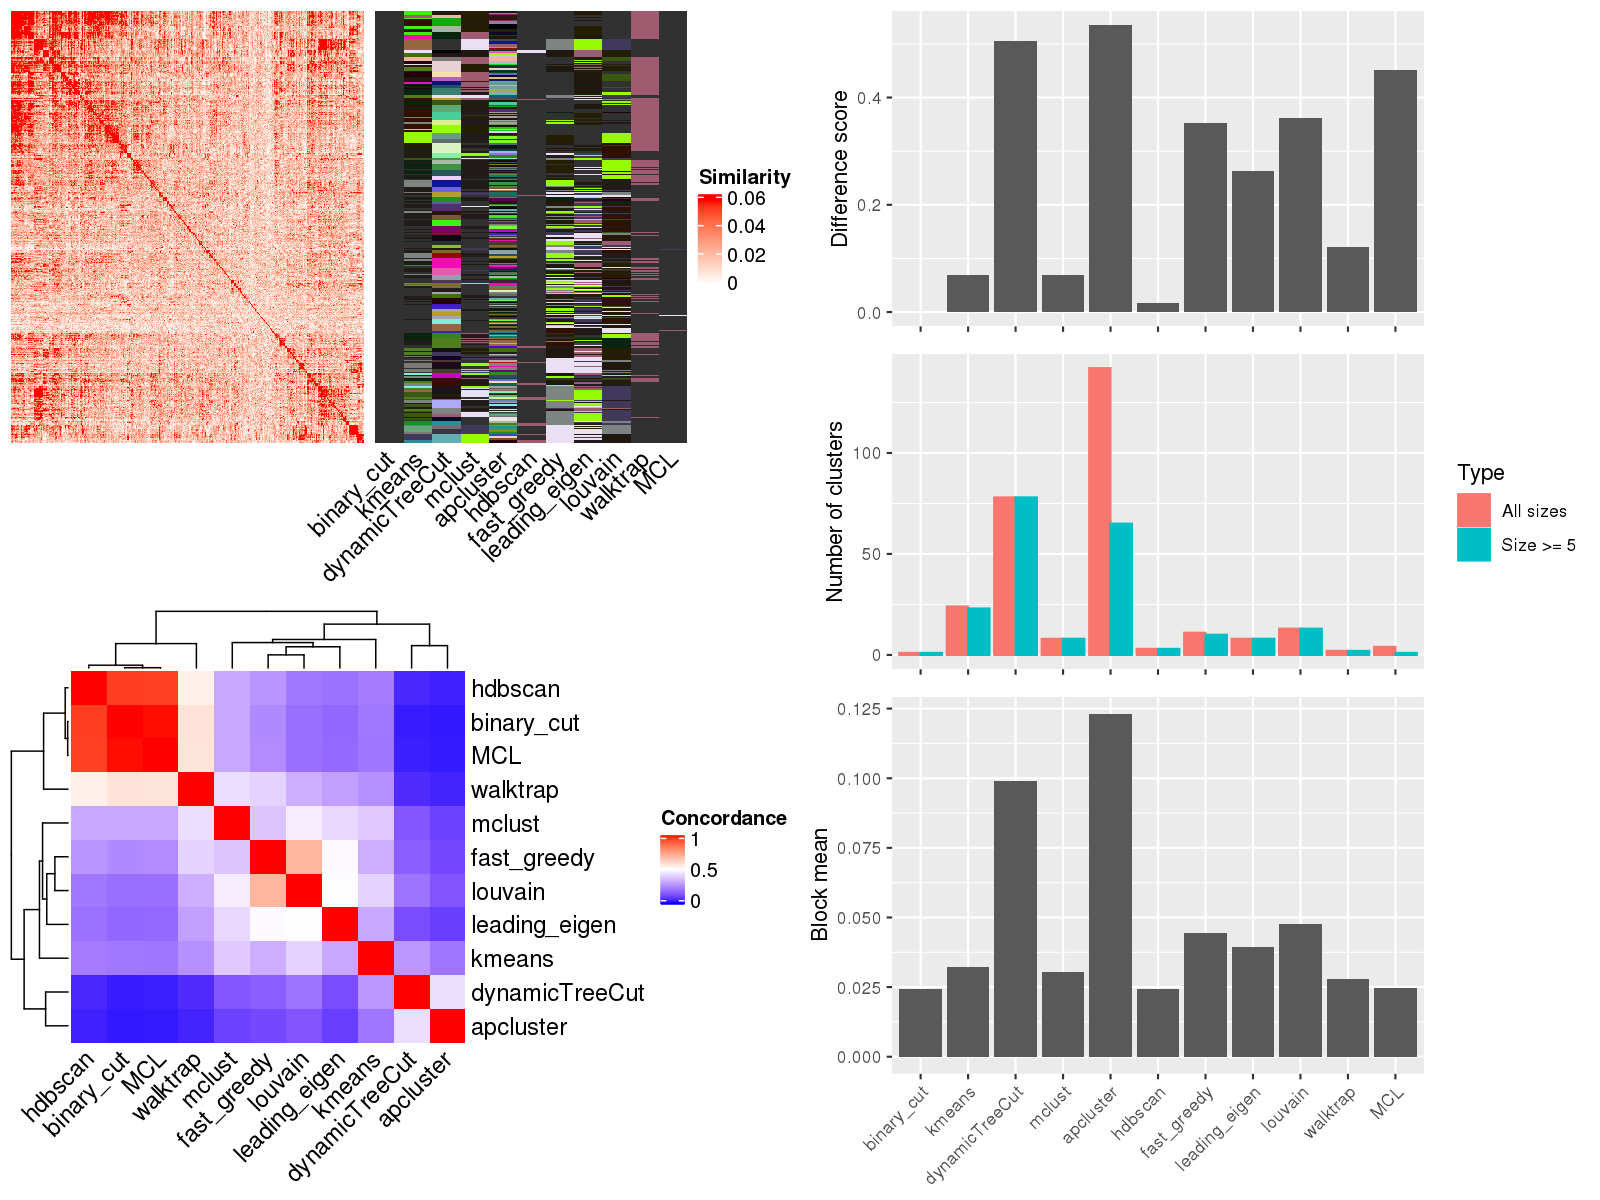 Similarity
0.06
0.04
0.02
0
binary_cut
kmeans
dynamicTreeCut
mclust
apcluster
hdbscan
fast_greedy
leading_eigen
louvain
walktrap
MCL
hdbscan
binary_cut
MCL
walktrap
mclust
fast_greedy
louvain
leading_eigen
kmeans
dynamicTreeCut
apcluster
Concordance
1
0.5
0
hdbscan
binary_cut
MCL
walktrap
mclust
fast_greedy
louvain
leading_eigen
kmeans
dynamicTreeCut
apcluster
Difference score
0.4
0.2
0.0
Number of clusters
100
50
0
Type
All sizes
Size >= 5
Block mean
0.125
0.100
0.075
0.050
0.025
0.000
binary_cut
kmeans
dynamicTreeCut
mclust
apcluster
hdbscan
fast_greedy
leading_eigen
louvain
walktrap
MCL